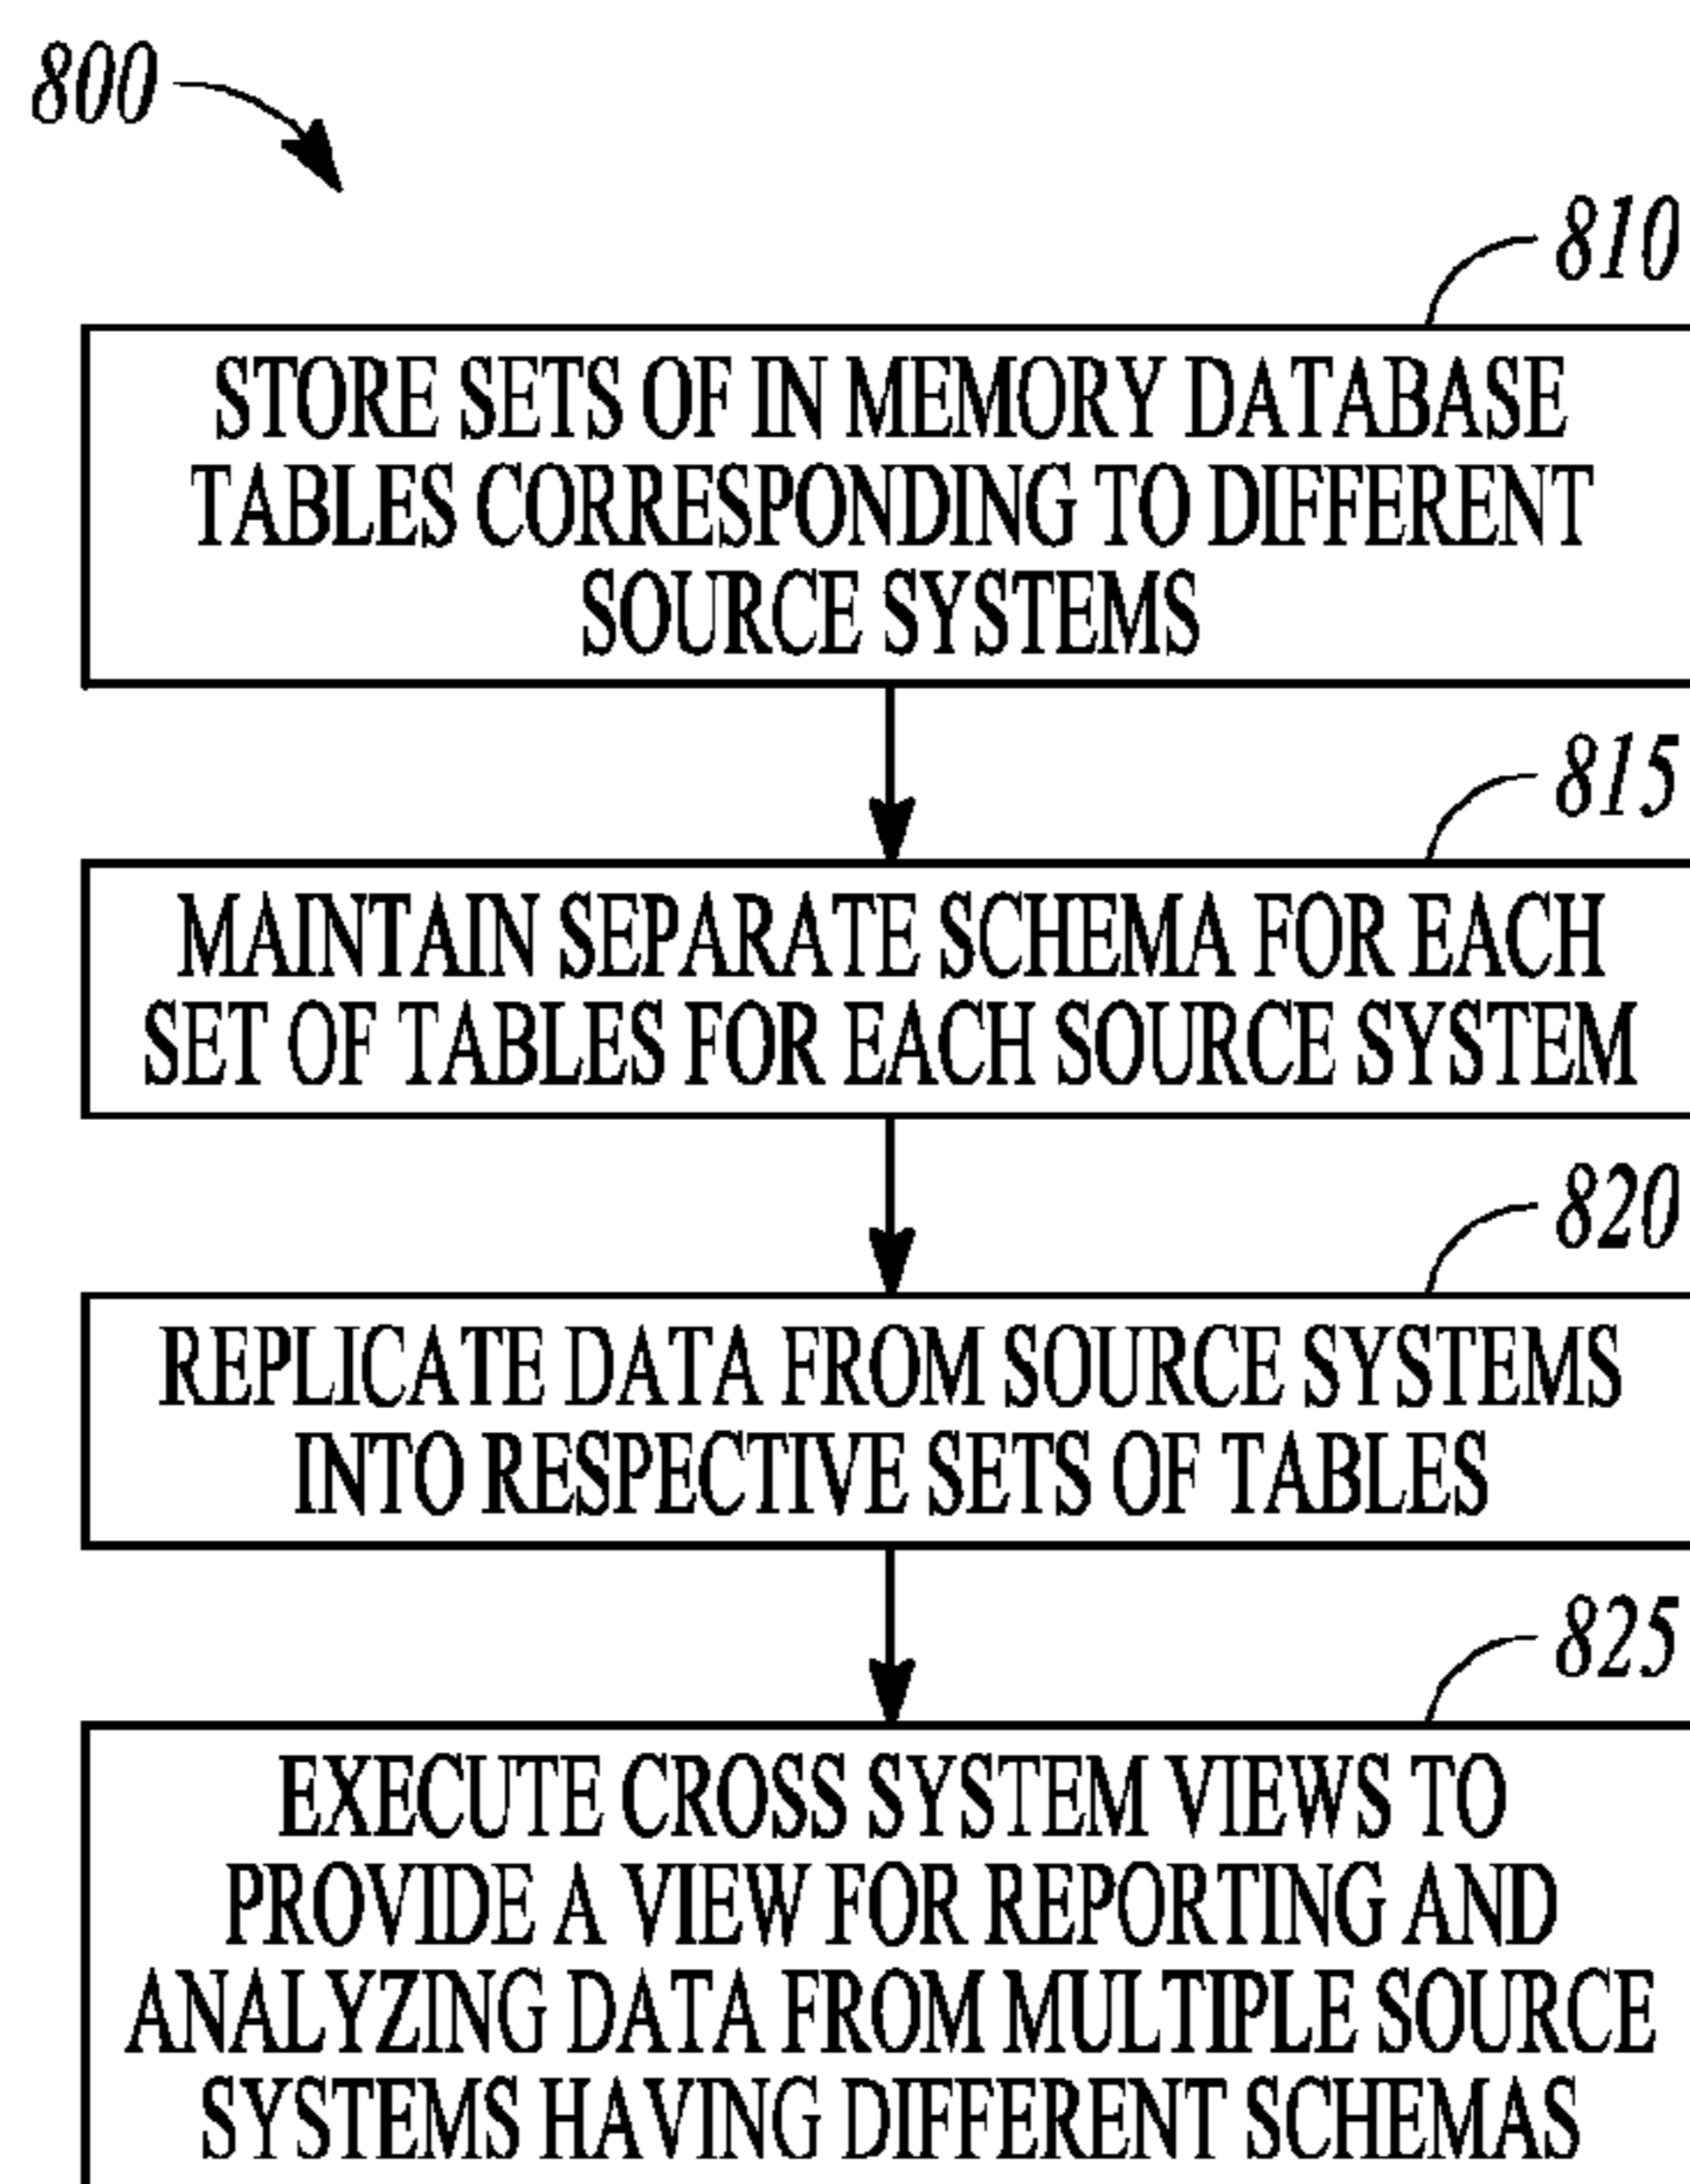 800
810
STORE SETS OF IN MEMORY DATABASE
TABLES CORRESPONDING TO DIFFERENT
SOURCE SYSTEMS
815
MAINTAIN SEPARATE SCHEMA FOR EACH
SET OF TABLES FOR EACH SOURCE SYSTEM
820
REPLICATE DATA FROM SOURCE SYSTEMS
INTO RESPECTIVE SETS OF TABLES
825
EXECUTE CROSS SYSTEM VIEWS TO
PROVIDE A VIEW FOR REPORTING AND
ANALYZING DATA FROM MULTIPLE SOURCE
SYSTEMS HAVING DIFFERENT SCHEMAS